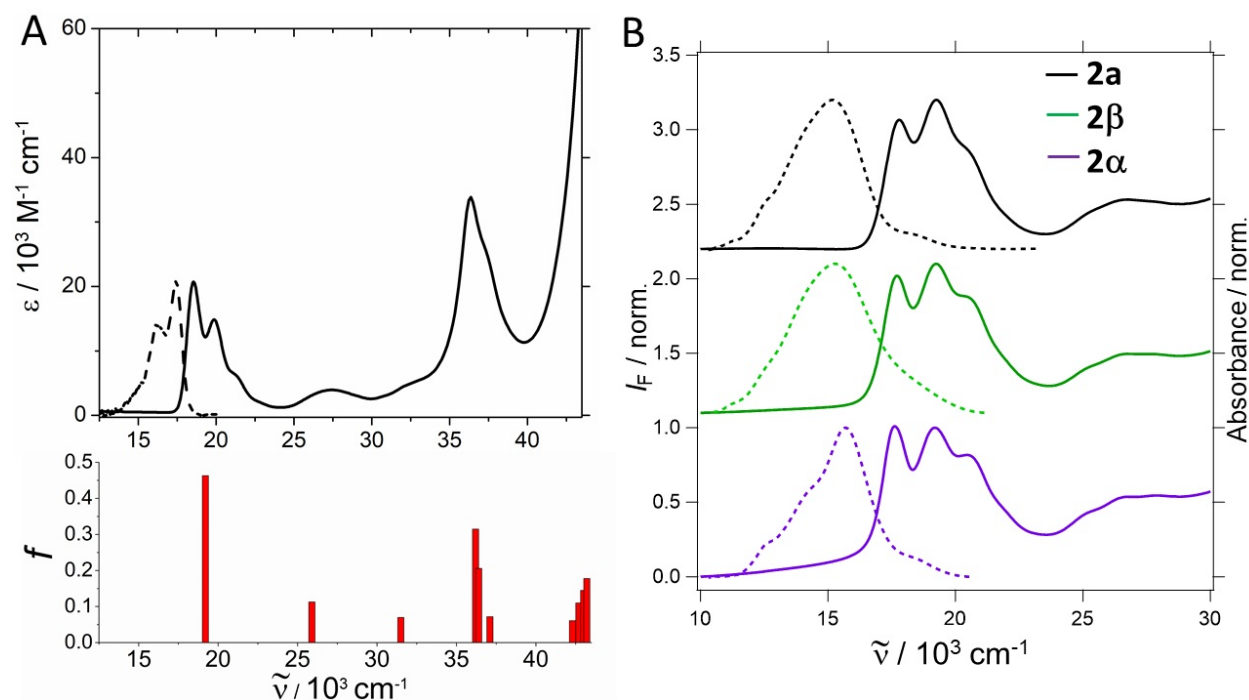 A
60
40
20
0
ε / 10³ M⁻¹ cm⁻¹
15 20 25 30 35 40
0.5
0.4
0.3
0.2
0.1
0.0
f
15 20 25 30 35 40
ν̃ / 10³ cm⁻¹
B
2a
2β
2α
3.5
3.0
2.5
2.0
1.5
1.0
0.5
0.0
I_F / norm.
Absorbance / norm.
10 15 20 25 30
ν̃ / 10³ cm⁻¹